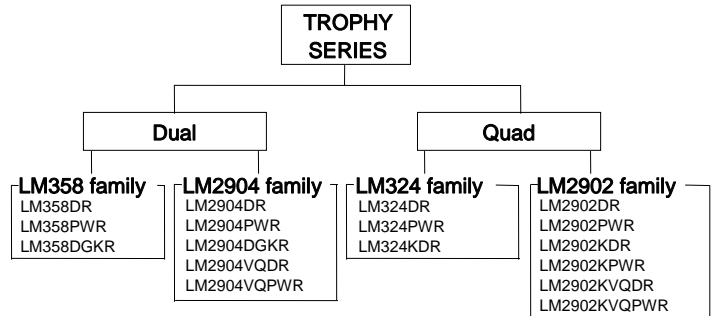 TROPHY
SERIES
Dual
Quad
LM358 family
LM358DR
LM358PWR
LM358DGKR
LM2904 family
LM2904DR
LM2904PWR
LM2904DGKR
LM2904VQDR
LM2904VQPWR
LM324 family
LM324DR
LM324PWR
LM324KDR
LM2902 family
LM2902DR
LM2902PWR
LM2902KDR
LM2902KPWR
LM2902KVQDR
LM2902KVQPWR